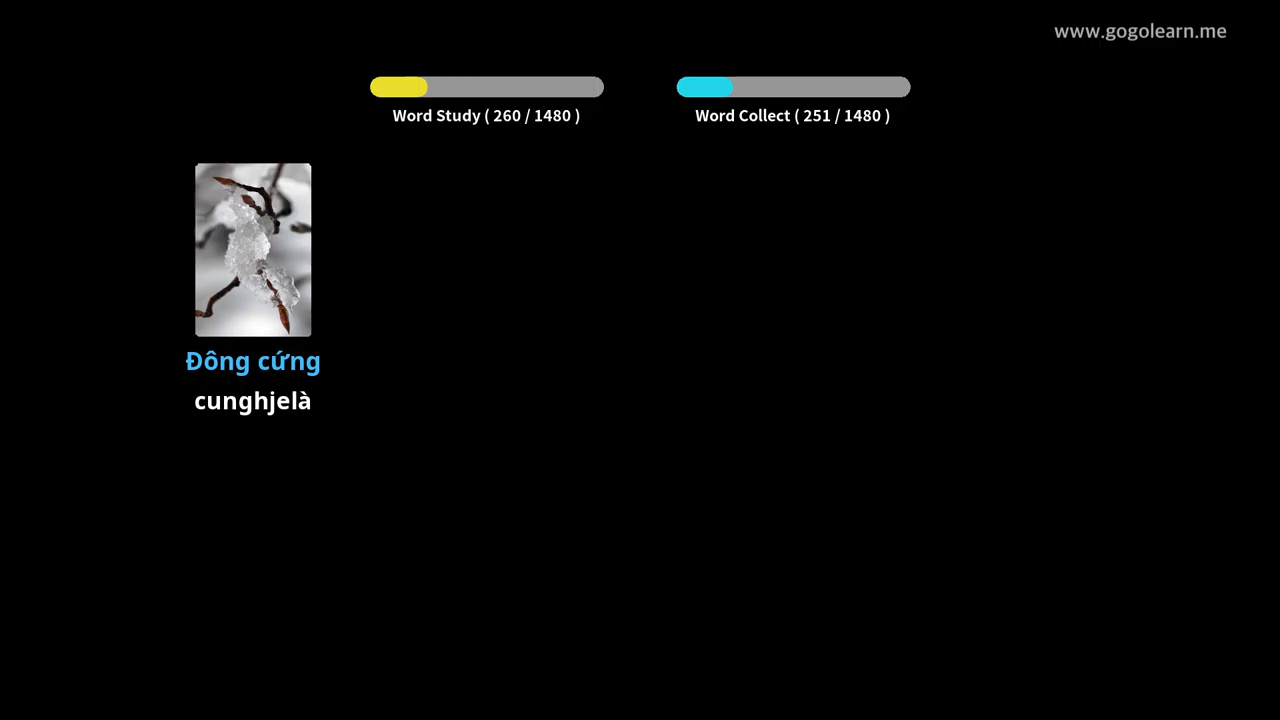 www.gogolearn.me
Word Study ( 260 / 1480 )
Word Collect ( 251 / 1480 )
Đông cứng
cunghjelà